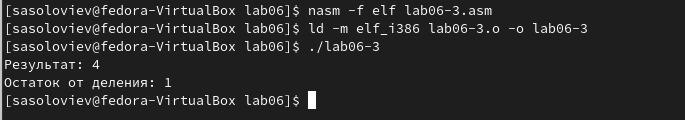 [sasoloviev@fedora-VirtualBox lab06]$ nasm -f elf lab06-3.asm
[sasoloviev@fedora-VirtualBox lab06]$ ld -m elf_i386 lab06-3.o -o lab06-3
[sasoloviev@fedora-VirtualBox lab06]$ ./lab06-3
Результат: 4
Остаток от деления: 1
[sasoloviev@fedora-VirtualBox lab06]$